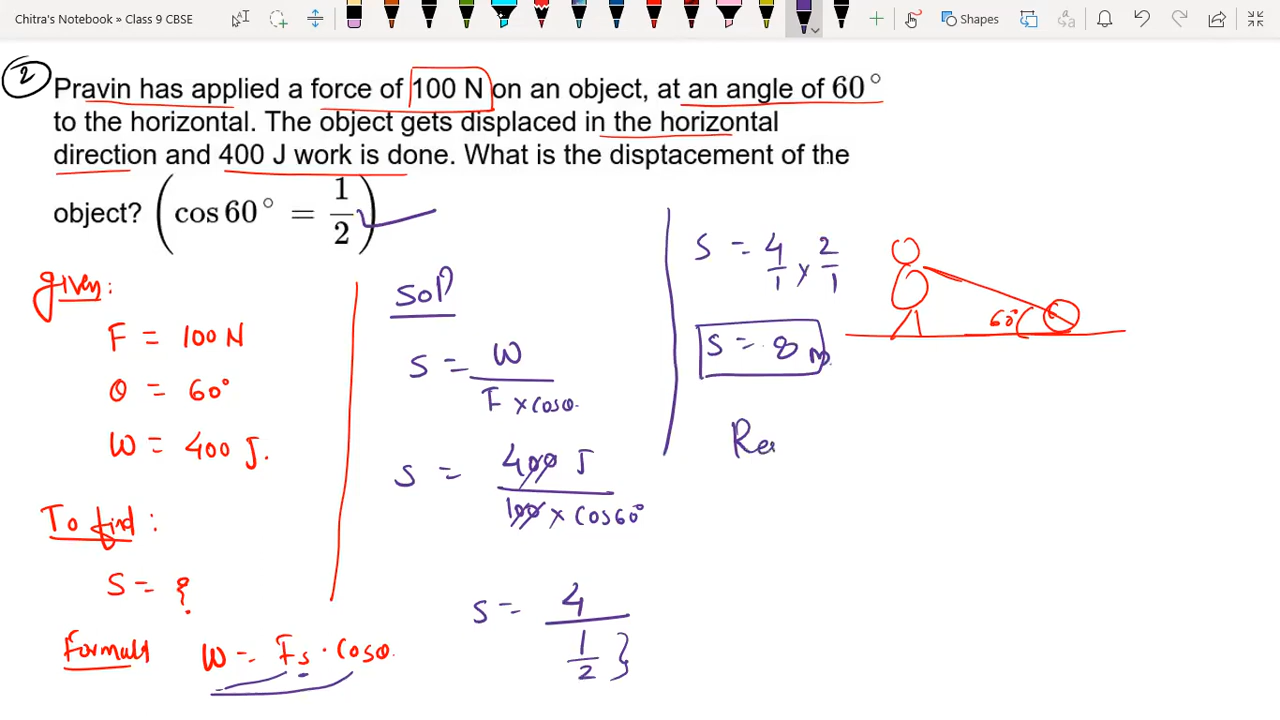 Chitra's Notebook » Class 9 CBSE
Shapes
2
Pravin has applied a force of 100 N on an object, at an angle of 60°
to the horizontal. The object gets displaced in the horizontal
direction and 400 J work is done. What is the disptacement of the
object? (cos 60° = 1/2)
given:
F = 100 N
θ = 60°
W = 400 J.
To find:
S = ?
Formula W = Fs . Cosθ.
Sol
S = W / F × Cosθ.
S = 400 J / 100 × Cos60°
S = 4 / 1/2 }
S = 4/1 × 2/1
S = 8 m.
Res
60°